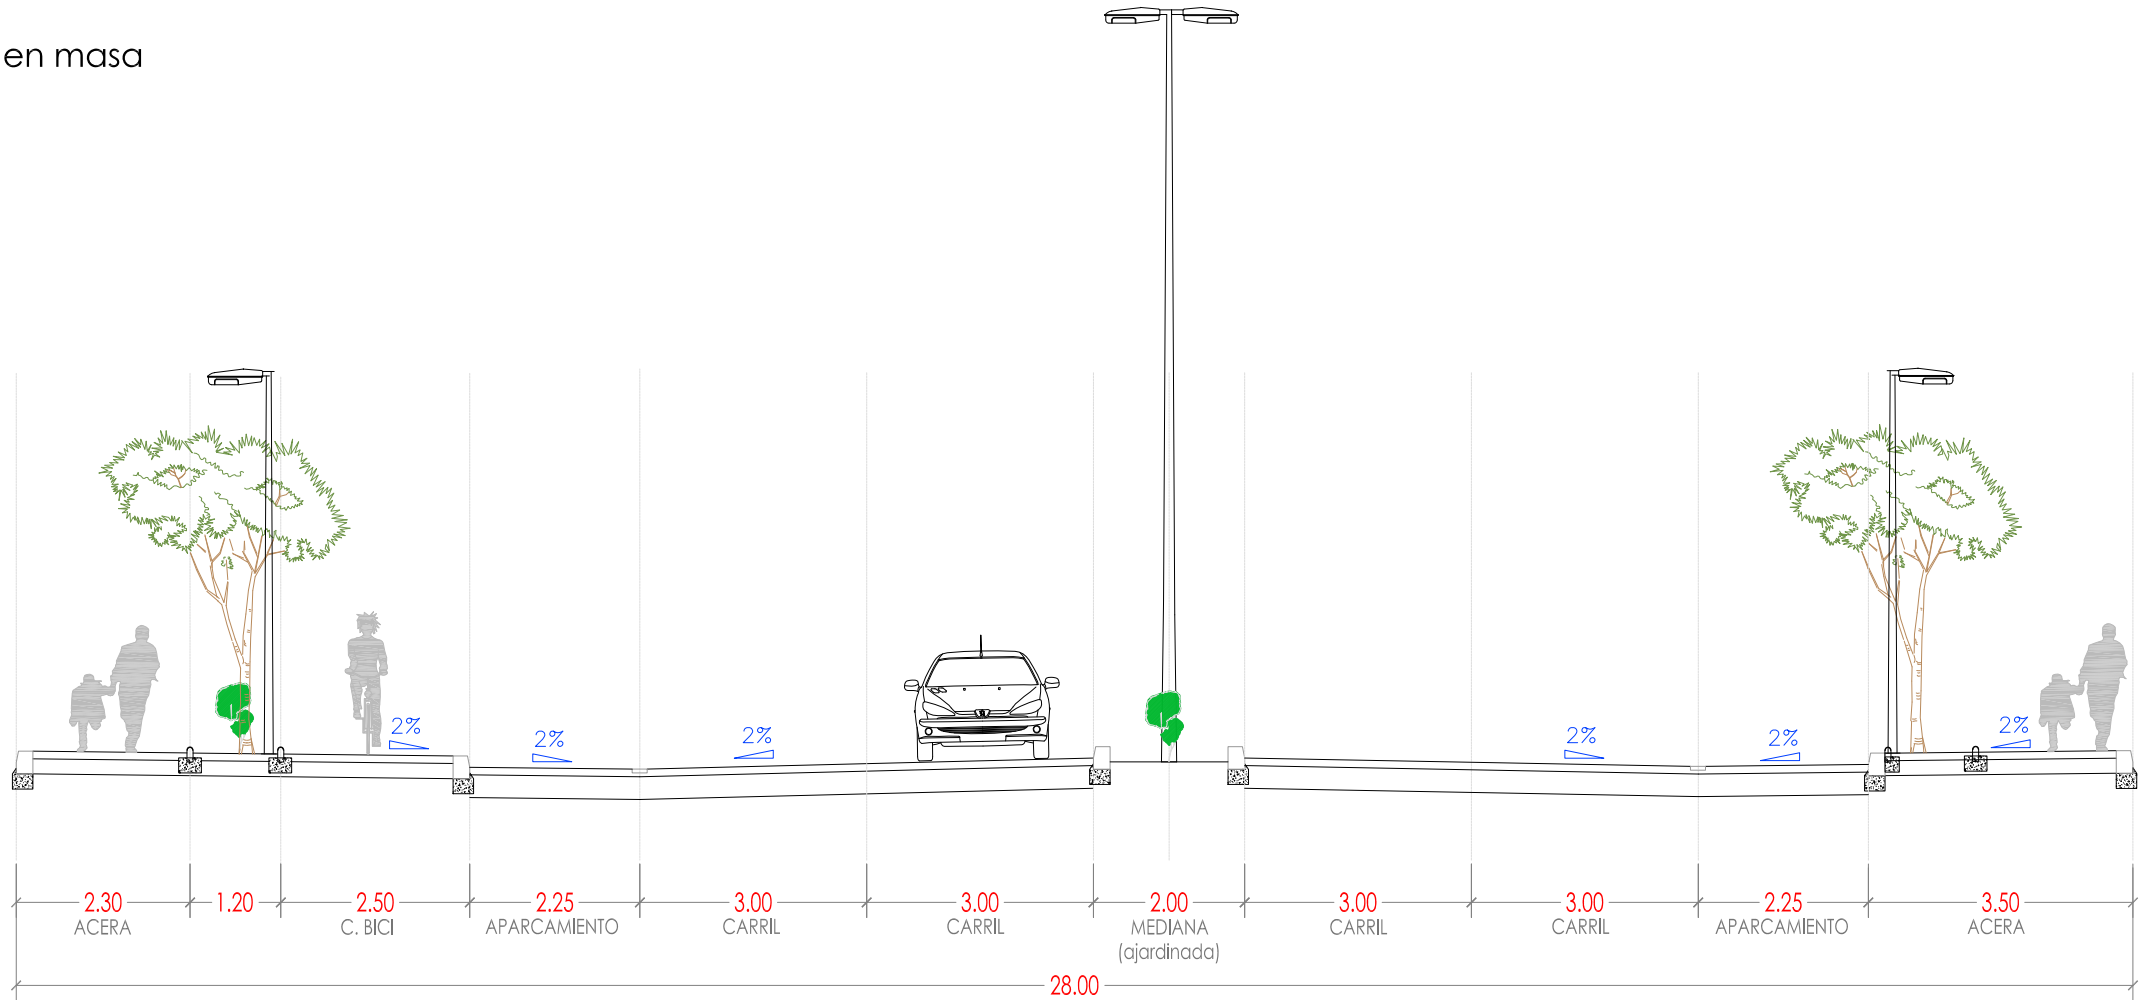 en masa
2%
2%
2%
2%
2%
2%
2.30
1.20
2.50
2.25
3.00
3.00
2.00
3.00
3.00
2.25
3.50
ACERA
C. BICI
APARCAMIENTO
CARRIL
CARRIL
MEDIANA
CARRIL
CARRIL
APARCAMIENTO
ACERA
(ajardinada)
28.00